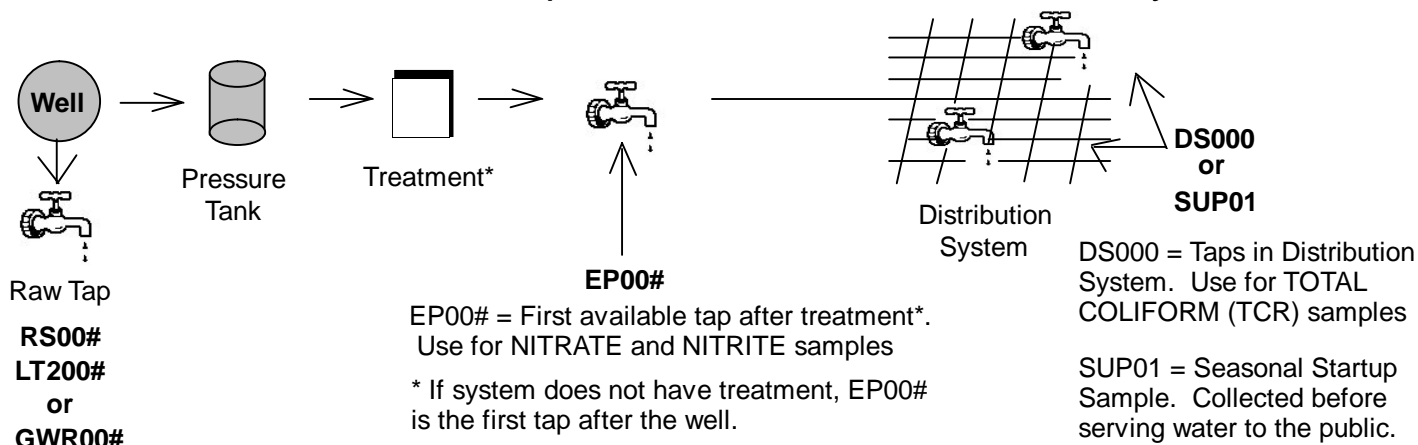 Well
Pressure
Tank
Treatment*
Raw Tap
RS00#
LT200#
or
GWR00#
EP00#
EP00# = First available tap after treatment*.
Use for NITRATE and NITRITE samples
* If system does not have treatment, EP00#
is the first tap after the well.
Distribution
System
DS000
or
SUP01
DS000 = Taps in Distribution
System. Use for TOTAL
COLIFORM (TCR) samples
SUP01 = Seasonal Startup
Sample. Collected before
serving water to the public.